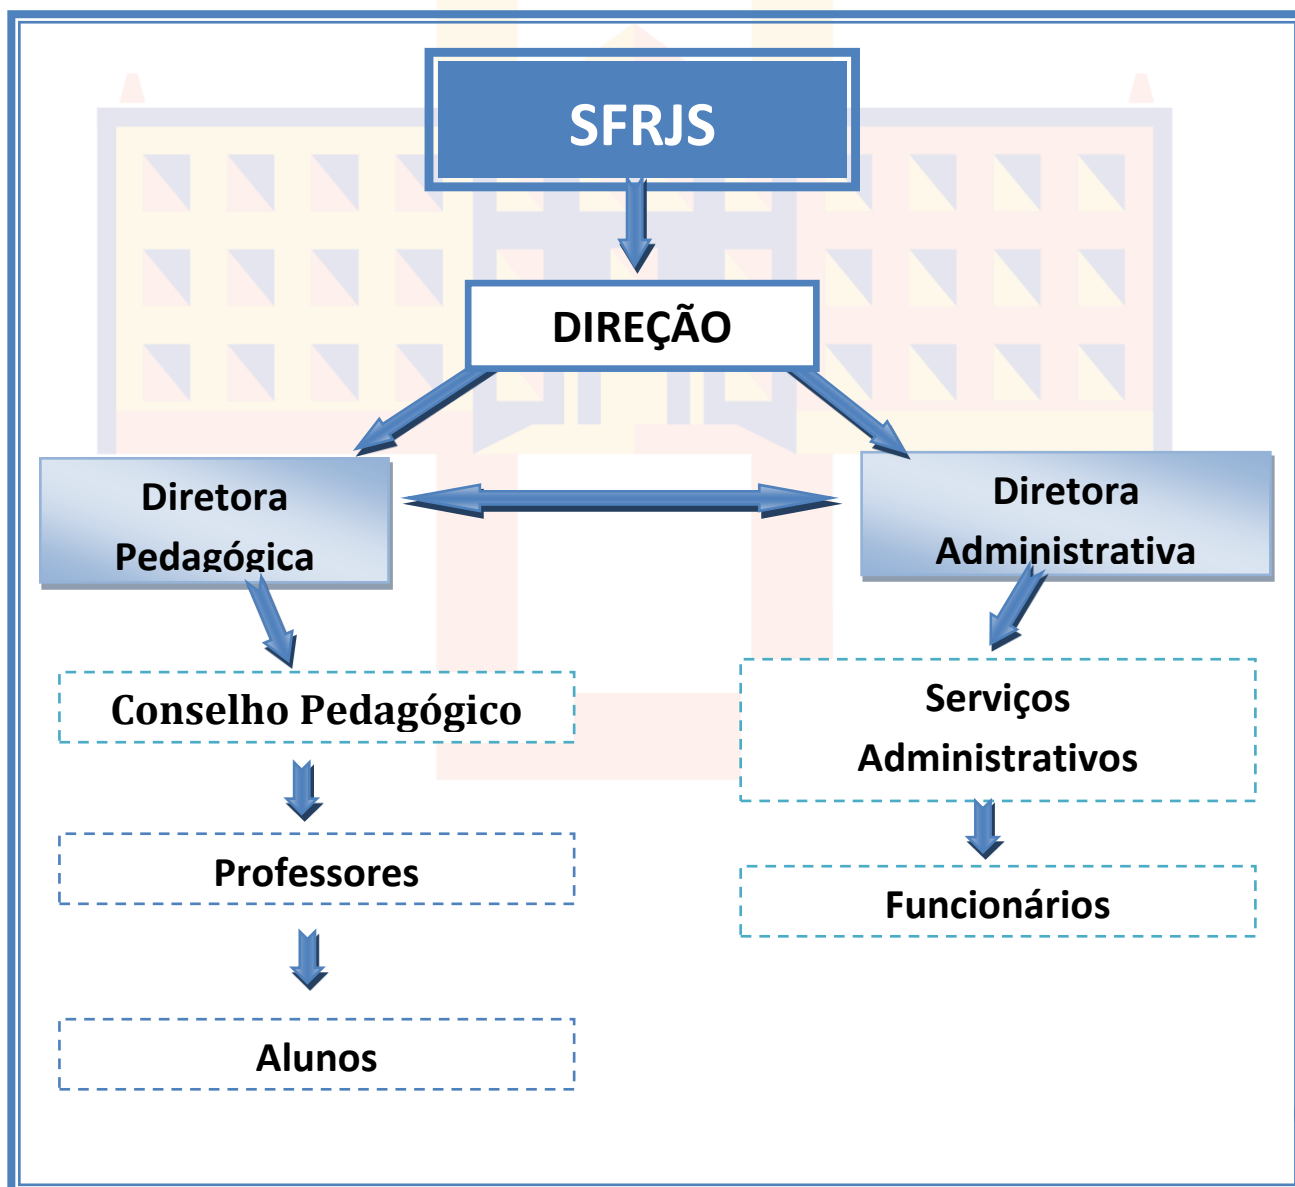 SFRJS
DIREÇÃO
Diretora
Pedagógica
Diretora
Administrativa
Conselho Pedagógico
Serviços
Administrativos
Professores
Funcionários
Alunos